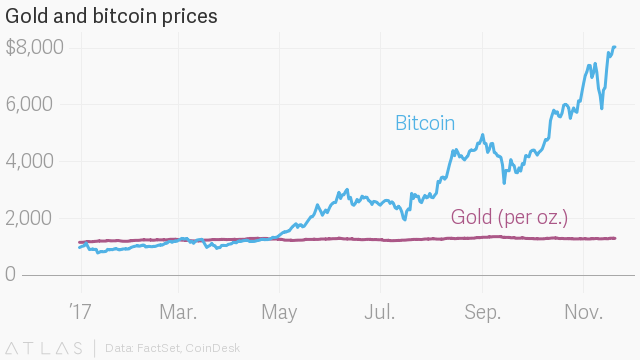 Gold and bitcoin prices
$8,000
6,000
Bitcoin
4,000
Gold (per oz.)
2,000
0
'17 Mar. May Jul. Sep. Nov.
ATLAS | Data: FactSet, CoinDesk